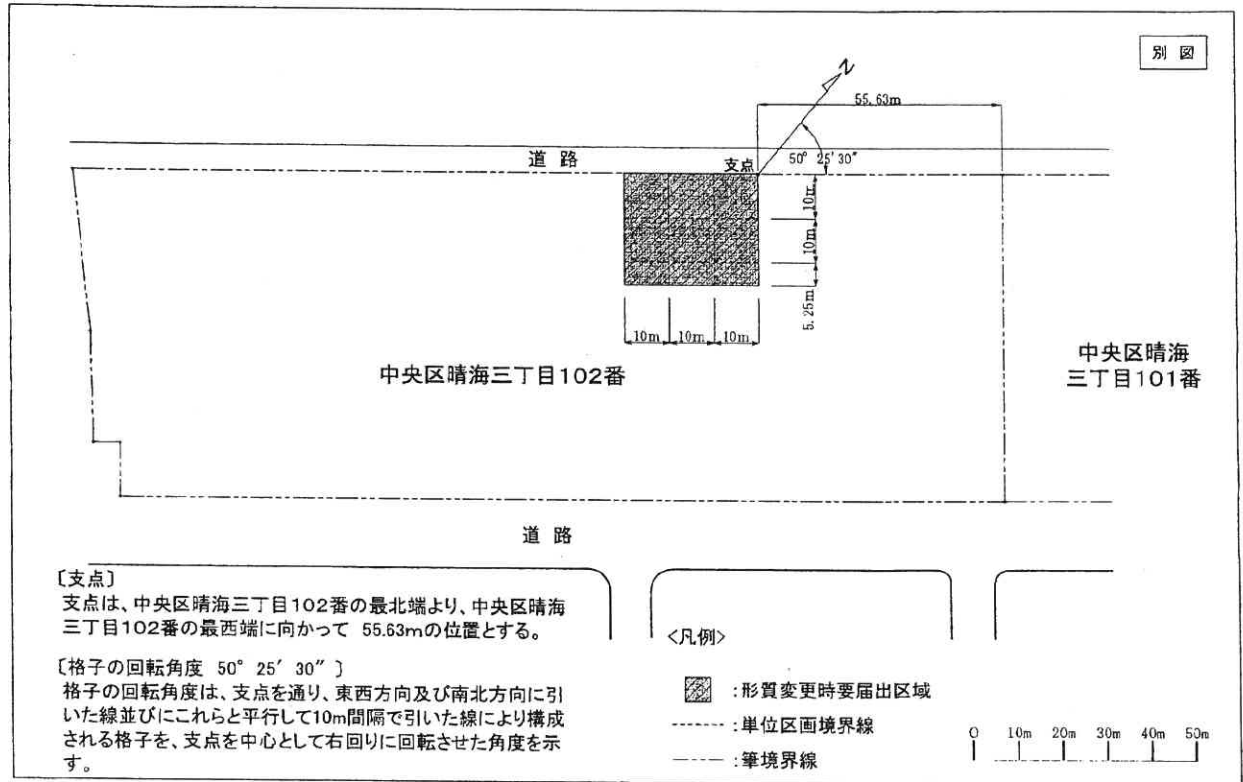 別図
N
55.63m
道路
支点
50° 25′ 30″
10m
10m
5.25m
10m
10m
10m
中央区晴海三丁目102番
中央区晴海
三丁目101番
道路
〔支点〕
支点は、中央区晴海三丁目102番の最北端より、中央区晴海
三丁目102番の最西端に向かって 55.63mの位置とする。
〔格子の回転角度 50° 25′ 30″ 〕
格子の回転角度は、支点を通り、東西方向及び南北方向に引
いた線並びにこれらと平行して10m間隔で引いた線により構成
される格子を、支点を中心として右回りに回転させた角度を示
す。
<凡例>
:形質変更時要届出区域
:単位区画境界線
:筆境界線
0 10m 20m 30m 40m 50m